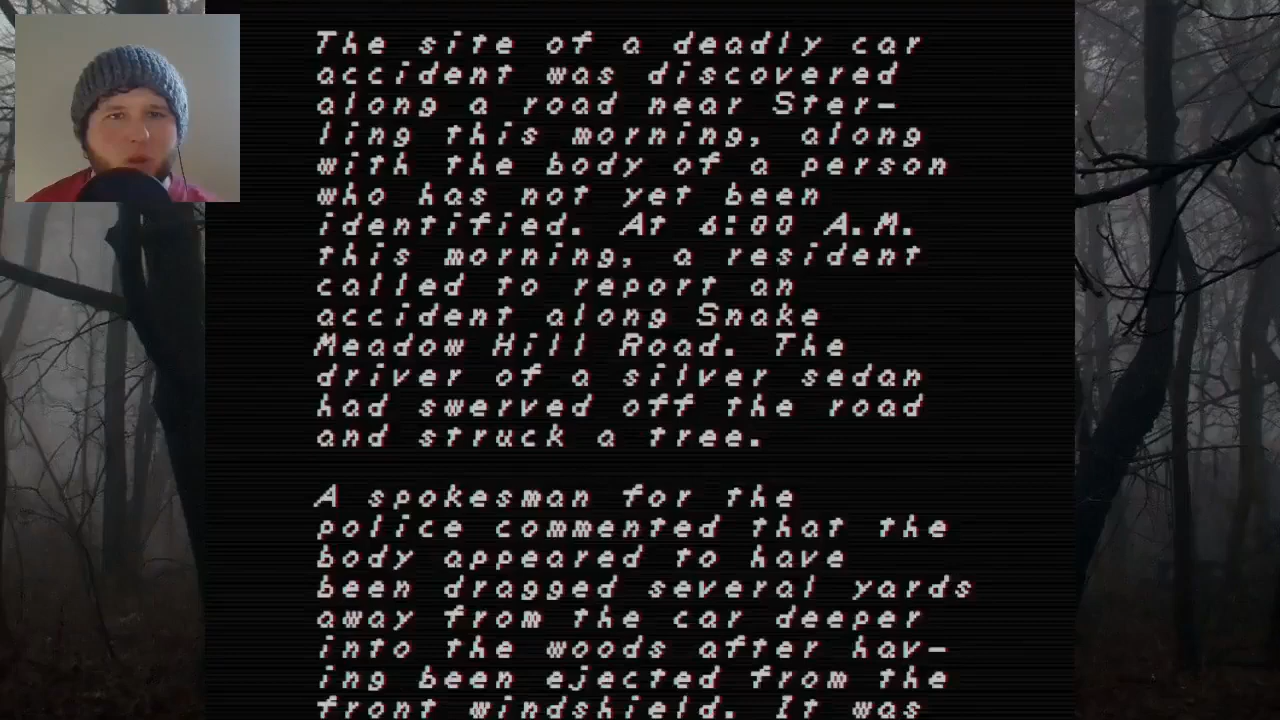 The site of a deadly car
accident was discovered
along a road near Ster-
ling this morning, along
with the body of a person
who has not yet been
identified. At 6:00 A.M.
this morning, a resident
called to report an
accident along Snake
Meadow Hill Road. The
driver of a silver sedan
had swerved off the road
and struck a tree.
A spokesman for the
police commented that the
body appeared to have
been dragged several yards
away from the car deeper
into the woods after hav-
ing been ejected from the
front windshield. It was